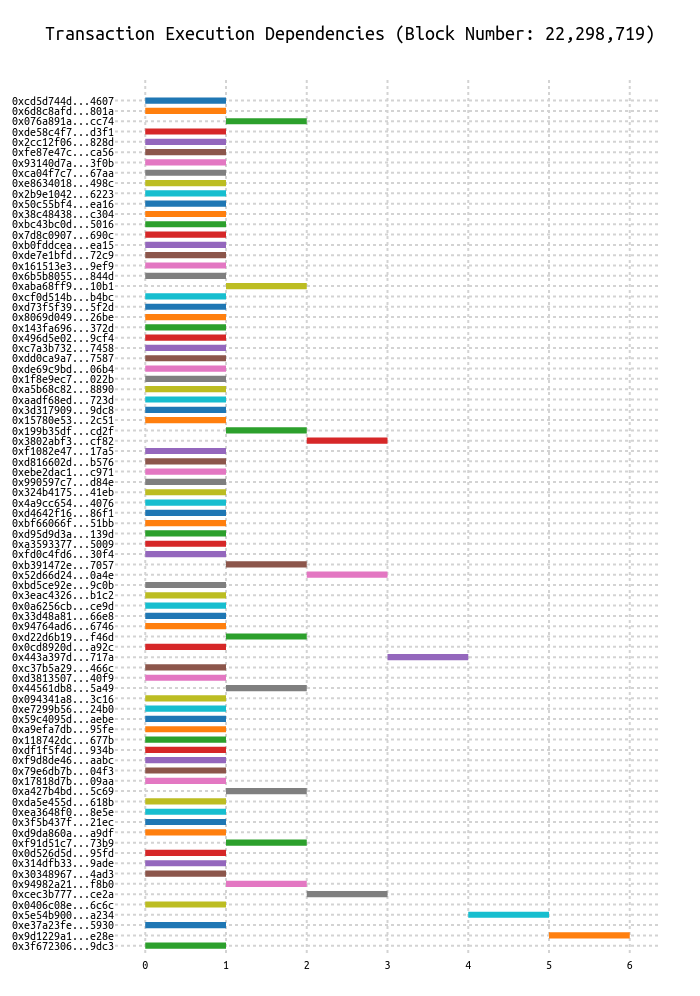 Transaction Execution Dependencies (Block Number: 22,298,719)
0xcd5d744d...4607
0x6d8c8afd...801a
0x076a891a...cc74
0xde58c4f7...d3f1
0x2cc12f06...828d
0xfe87e47c...ca56
0x93140d7a...3f0b
0xca04f7c7...67aa
0xe8634018...498c
0x2b9e1042...6223
0x50c55bf4...ea16
0x38c48438...c304
0xbc43bc0d...5016
0x7d8c0907...690c
0xb0fddcea...ea15
0xde7e1bfd...72c9
0x161513e3...9ef9
0x6b5b8055...844d
0xaba68ff9...10b1
0xcf0d514b...b4bc
0xd73f5f39...5f2d
0x8069d049...26be
0x143fa696...372d
0x496d5e02...9cf4
0xc7a3b732...7458
0xdd0ca9a7...7587
0xde69c9bd...06b4
0x1f8e9ec7...022b
0xa5b68c82...8890
0xaadf68ed...723d
0x3d317909...9dc8
0x15780e53...2c51
0x199b35df...cd2f
0x3802abf3...cf82
0xf1082e47...17a5
0xd816602d...b576
0xebe2dac1...c971
0x990597c7...d84e
0x324b4175...41eb
0x4a9cc654...4076
0xd4642f16...86f1
0xbf66066f...51bb
0xd95d9d3a...139d
0xa3593377...5009
0xfd0c4fd6...30f4
0xb391472e...7057
0x52d66d24...0a4e
0xbd5ce92e...9c0b
0x3eac4326...b1c2
0x0a6256cb...ce9d
0x33d48a81...66e8
0x94764ad6...6746
0xd22d6b19...f46d
0x0cd8920d...a92c
0x443a397d...717a
0xc37b5a29...466c
0xd3813507...40f9
0x44561db8...5a49
0x094341a8...3c16
0xe7299b56...24b0
0x59c4095d...aebe
0xa9efa7db...95fe
0x118742dc...677b
0xdf1f5f4d...934b
0xf9d8de46...aabc
0x79e6db7b...04f3
0x17818d7b...09aa
0xa427b4bd...5c69
0xda5e455d...618b
0xea3648f0...8e5e
0x3f5b437f...21ec
0xd9da860a...a9df
0xf91d51c7...73b9
0x0d526d5d...95fd
0x314dfb33...9ade
0x30348967...4ad3
0x94982a21...f8b0
0xcec3b777...ce2a
0x0406c08e...6c6c
0x5e54b900...a234
0xe37a23fe...5930
0x9d1229a1...e28e
0x3f672306...9dc3
0 1 2 3 4 5 6